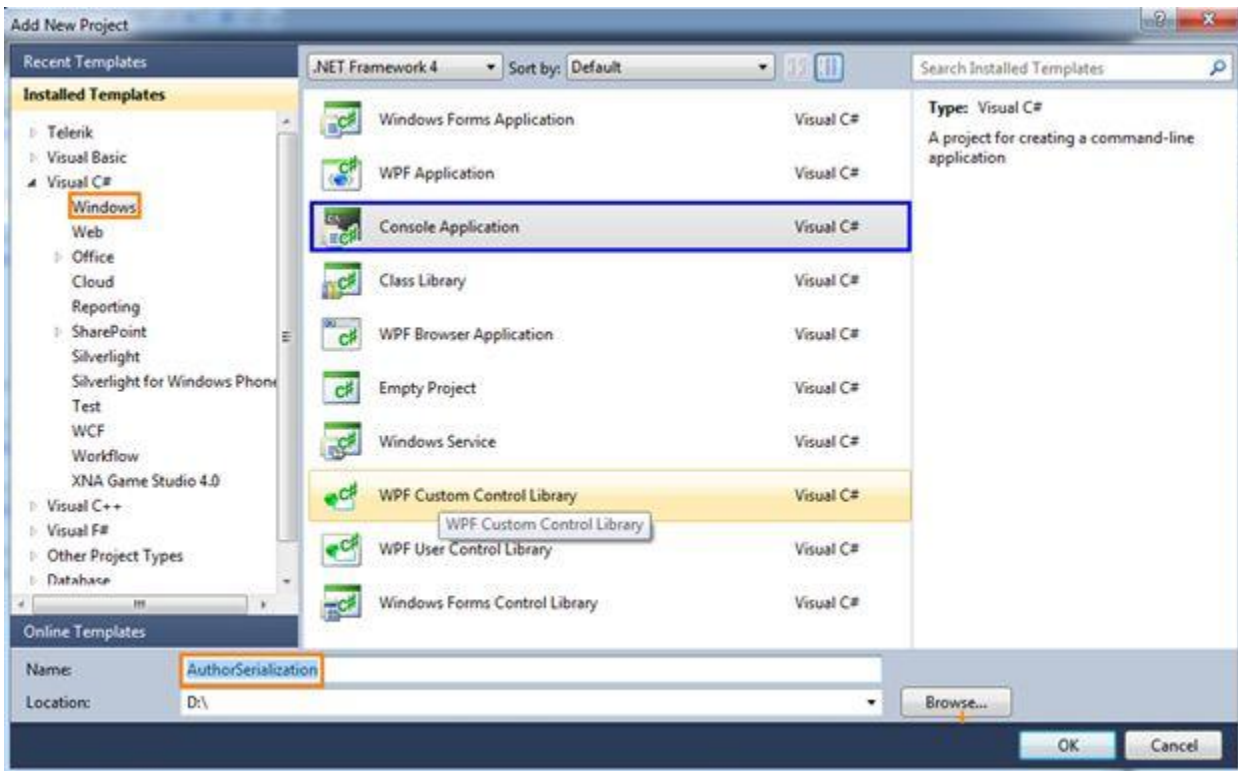 Add New Project
Recent Templates
Installed Templates
Telerik
Visual Basic
Visual C#
Windows
Web
Office
Cloud
Reporting
SharePoint
Silverlight
Silverlight for Windows Phone
Test
WCF
Workflow
XNA Game Studio 4.0
Visual C++
Visual F#
Other Project Types
Database
Online Templates
.NET Framework 4 Sort by: Default
Windows Forms Application Visual C#
WPF Application Visual C#
Console Application Visual C#
Class Library Visual C#
WPF Browser Application Visual C#
Empty Project Visual C#
Windows Service Visual C#
WPF Custom Control Library Visual C#
WPF Custom Control Library
WPF User Control Library Visual C#
Windows Forms Control Library Visual C#
Search Installed Templates
Type: Visual C#
A project for creating a command-line
application
Name: AuthorSerialization
Location: D:\
Browse...
OK Cancel